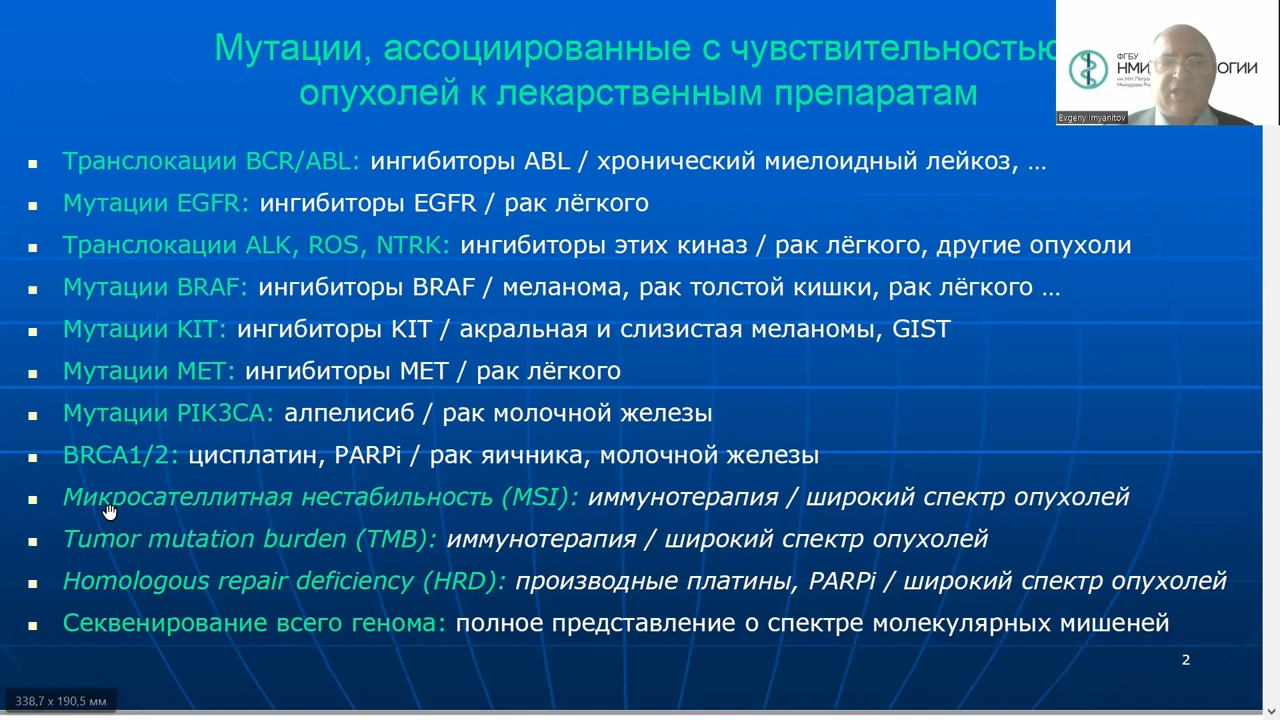 Мутации, ассоциированные с чувствительностью
опухолей к лекарственным препаратам
ФГБУ
НМИ ОГИИ
Evgeny Imyanitov
▪ Транслокации BCR/ABL: ингибиторы ABL / хронический миелоидный лейкоз, ...
▪ Мутации EGFR: ингибиторы EGFR / рак лёгкого
▪ Транслокации ALK, ROS, NTRK: ингибиторы этих киназ / рак лёгкого, другие опухоли
▪ Мутации BRAF: ингибиторы BRAF / меланома, рак толстой кишки, рак лёгкого ...
▪ Мутации KIT: ингибиторы KIT / акральная и слизистая меланомы, GIST
▪ Мутации MET: ингибиторы MET / рак лёгкого
▪ Мутации PIK3CA: алпелисиб / рак молочной железы
▪ BRCA1/2: цисплатин, PARPi / рак яичника, молочной железы
▪ Микросателлитная нестабильность (MSI): иммунотерапия / широкий спектр опухолей
▪ Tumor mutation burden (TMB): иммунотерапия / широкий спектр опухолей
▪ Homologous repair deficiency (HRD): производные платины, PARPi / широкий спектр опухолей
▪ Секвенирование всего генома: полное представление о спектре молекулярных мишеней
2
338,7 x 190,5 мм